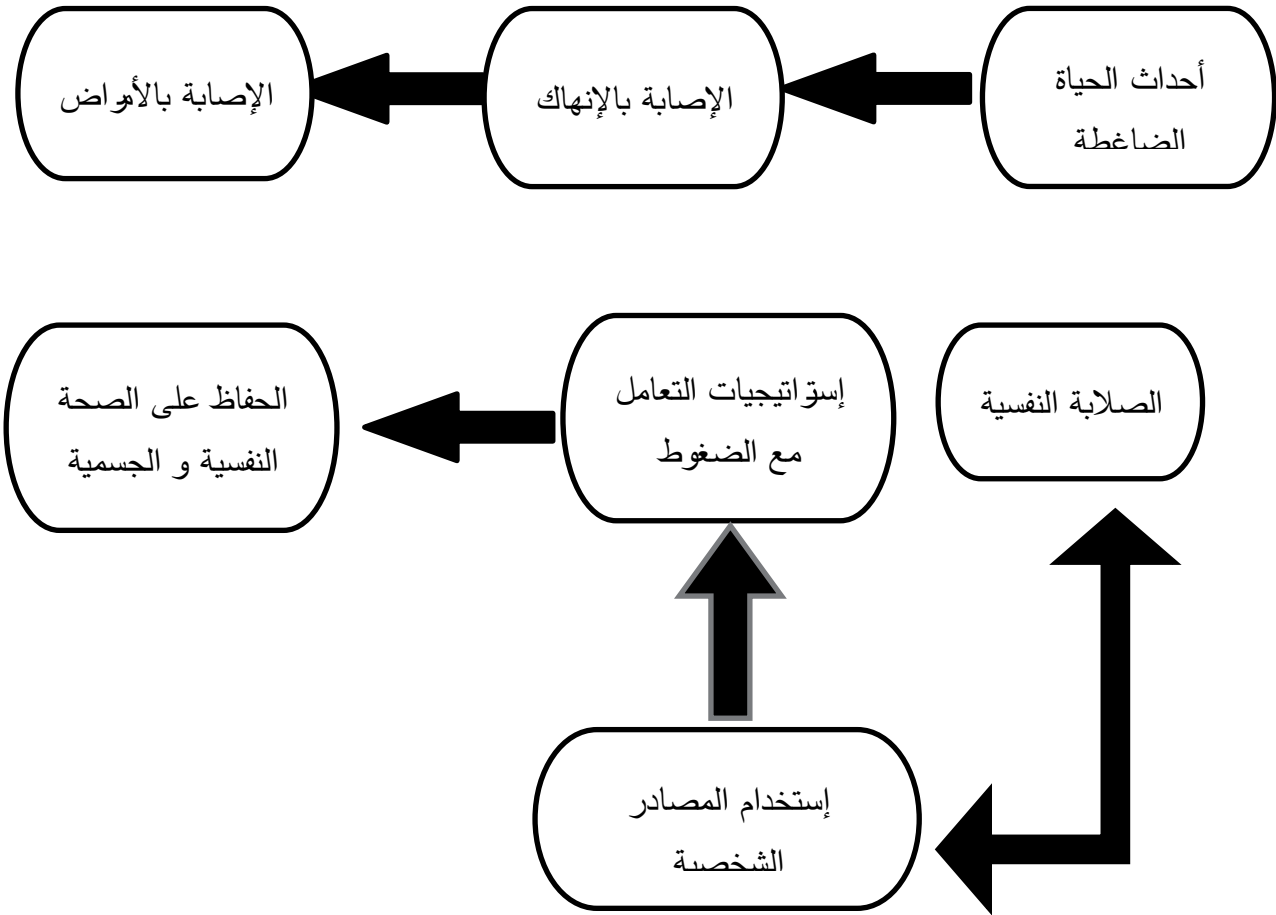 أحداث الحياة
الضاغطة
الإصابة بالإنهاك
الإصابة بالأمراض
الصلابة النفسية
إستراتيجيات التعامل
مع الضغوط
الحفاظ على الصحة
النفسية و الجسمية
إستخدام المصادر
الشخصية